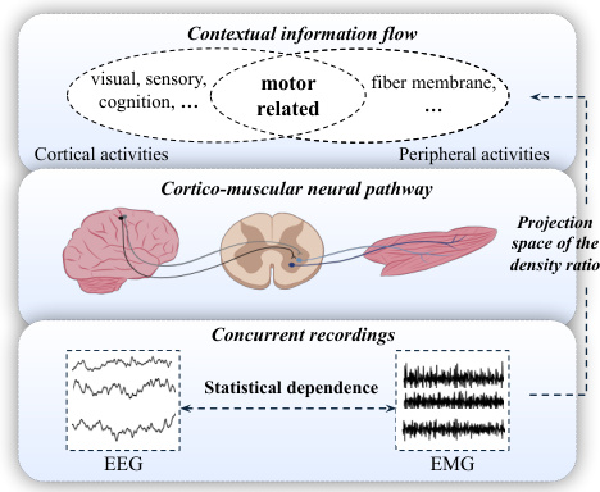 Contextual information flow
visual, sensory,
cognition, ...
motor
related
fiber membrane,
...
Cortical activities
Peripheral activities
Cortico-muscular neural pathway
Projection
space of the
density ratio
Concurrent recordings
Statistical dependence
EEG
EMG